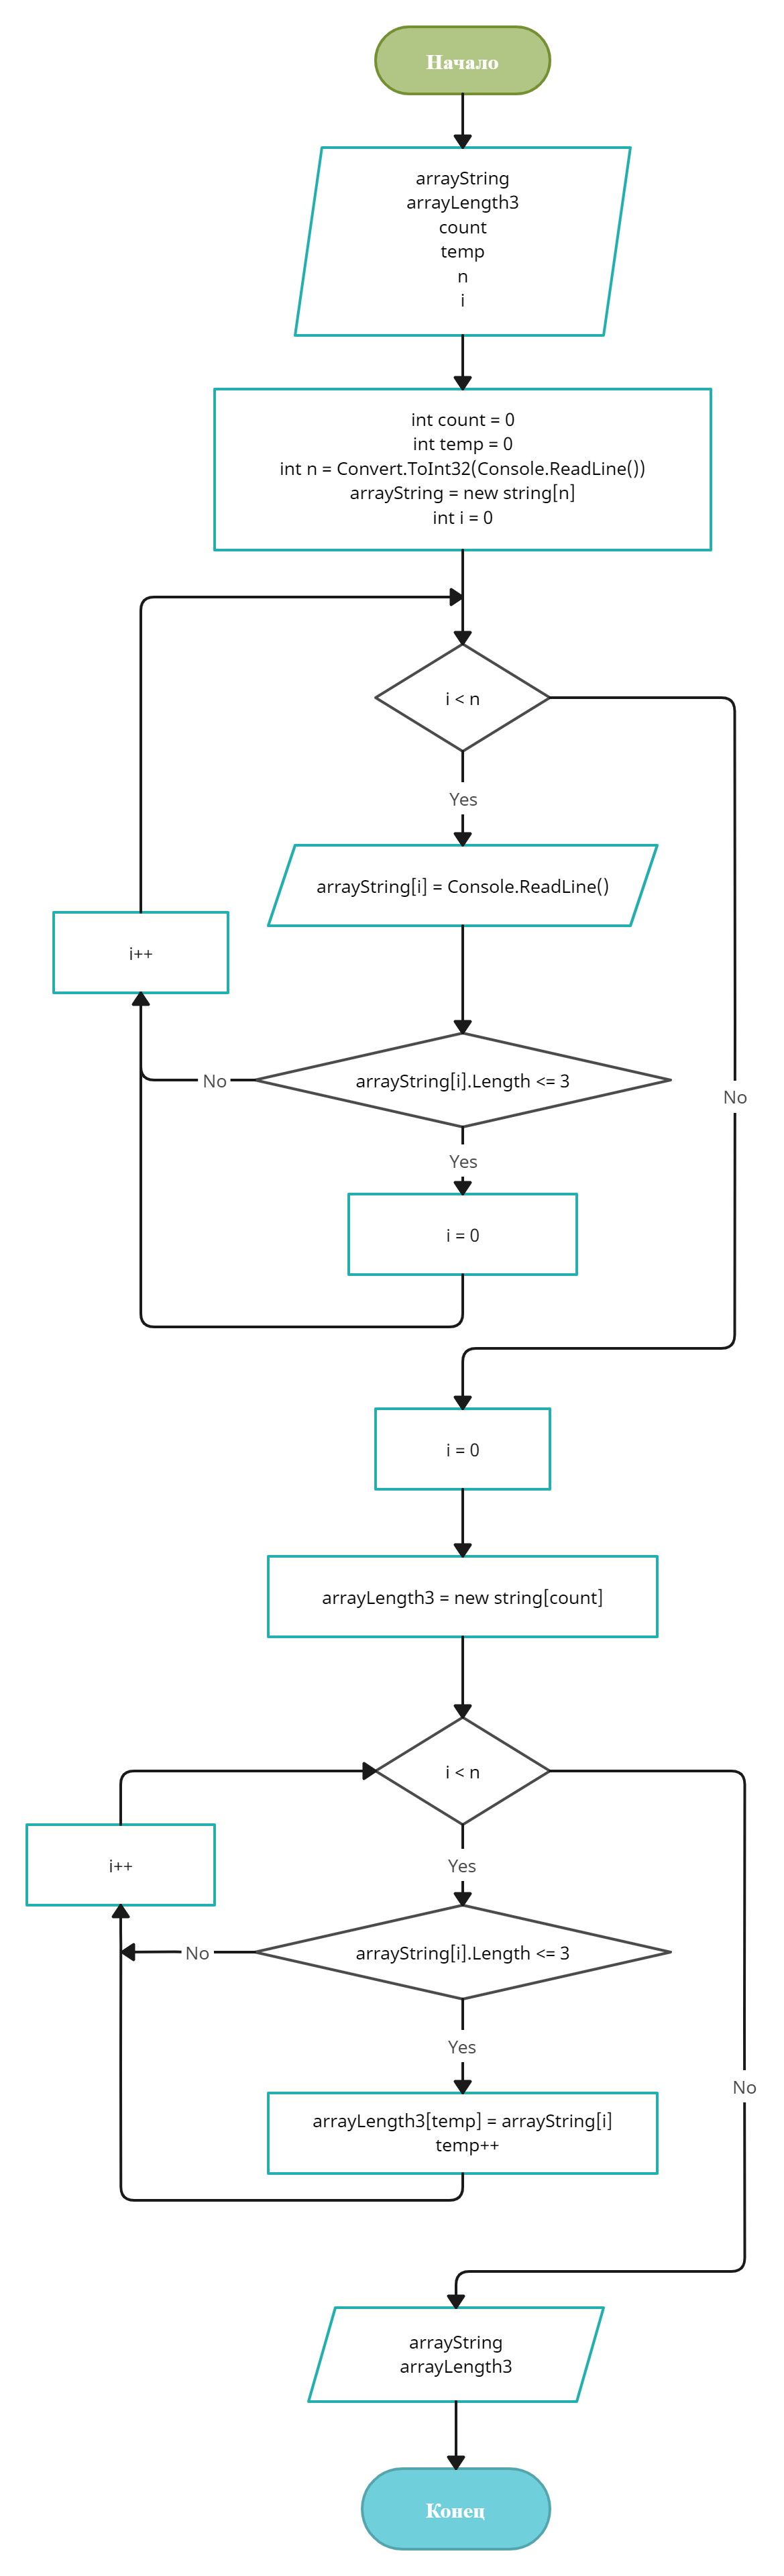 Начало
arrayString
arrayLength3
count
temp
n
i
int count = 0
int temp = 0
int n = Convert.ToInt32(Console.ReadLine())
arrayString = new string[n]
int i = 0
i < n
Yes
arrayString[i] = Console.ReadLine()
i++
arrayString[i].Length <= 3
No
No
Yes
i = 0
i = 0
arrayLength3 = new string[count]
i < n
i++
Yes
arrayString[i].Length <= 3
No
Yes
No
arrayLength3[temp] = arrayString[i]
temp++
arrayString
arrayLength3
Конец